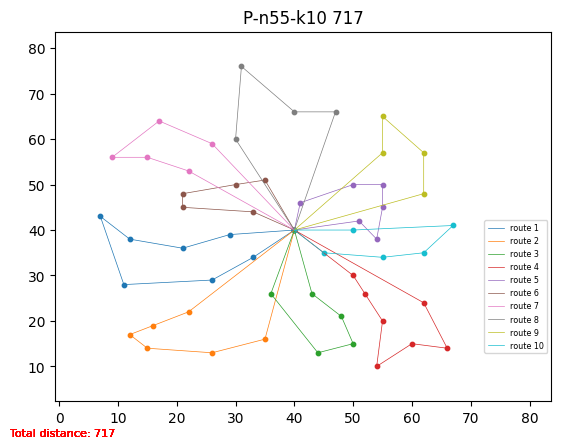 P-n55-k10 717
80
70
60
50
40
30
20
10
0 10 20 30 40 50 60 70 80
route 1
route 2
route 3
route 4
route 5
route 6
route 7
route 8
route 9
route 10
Total distance: 717